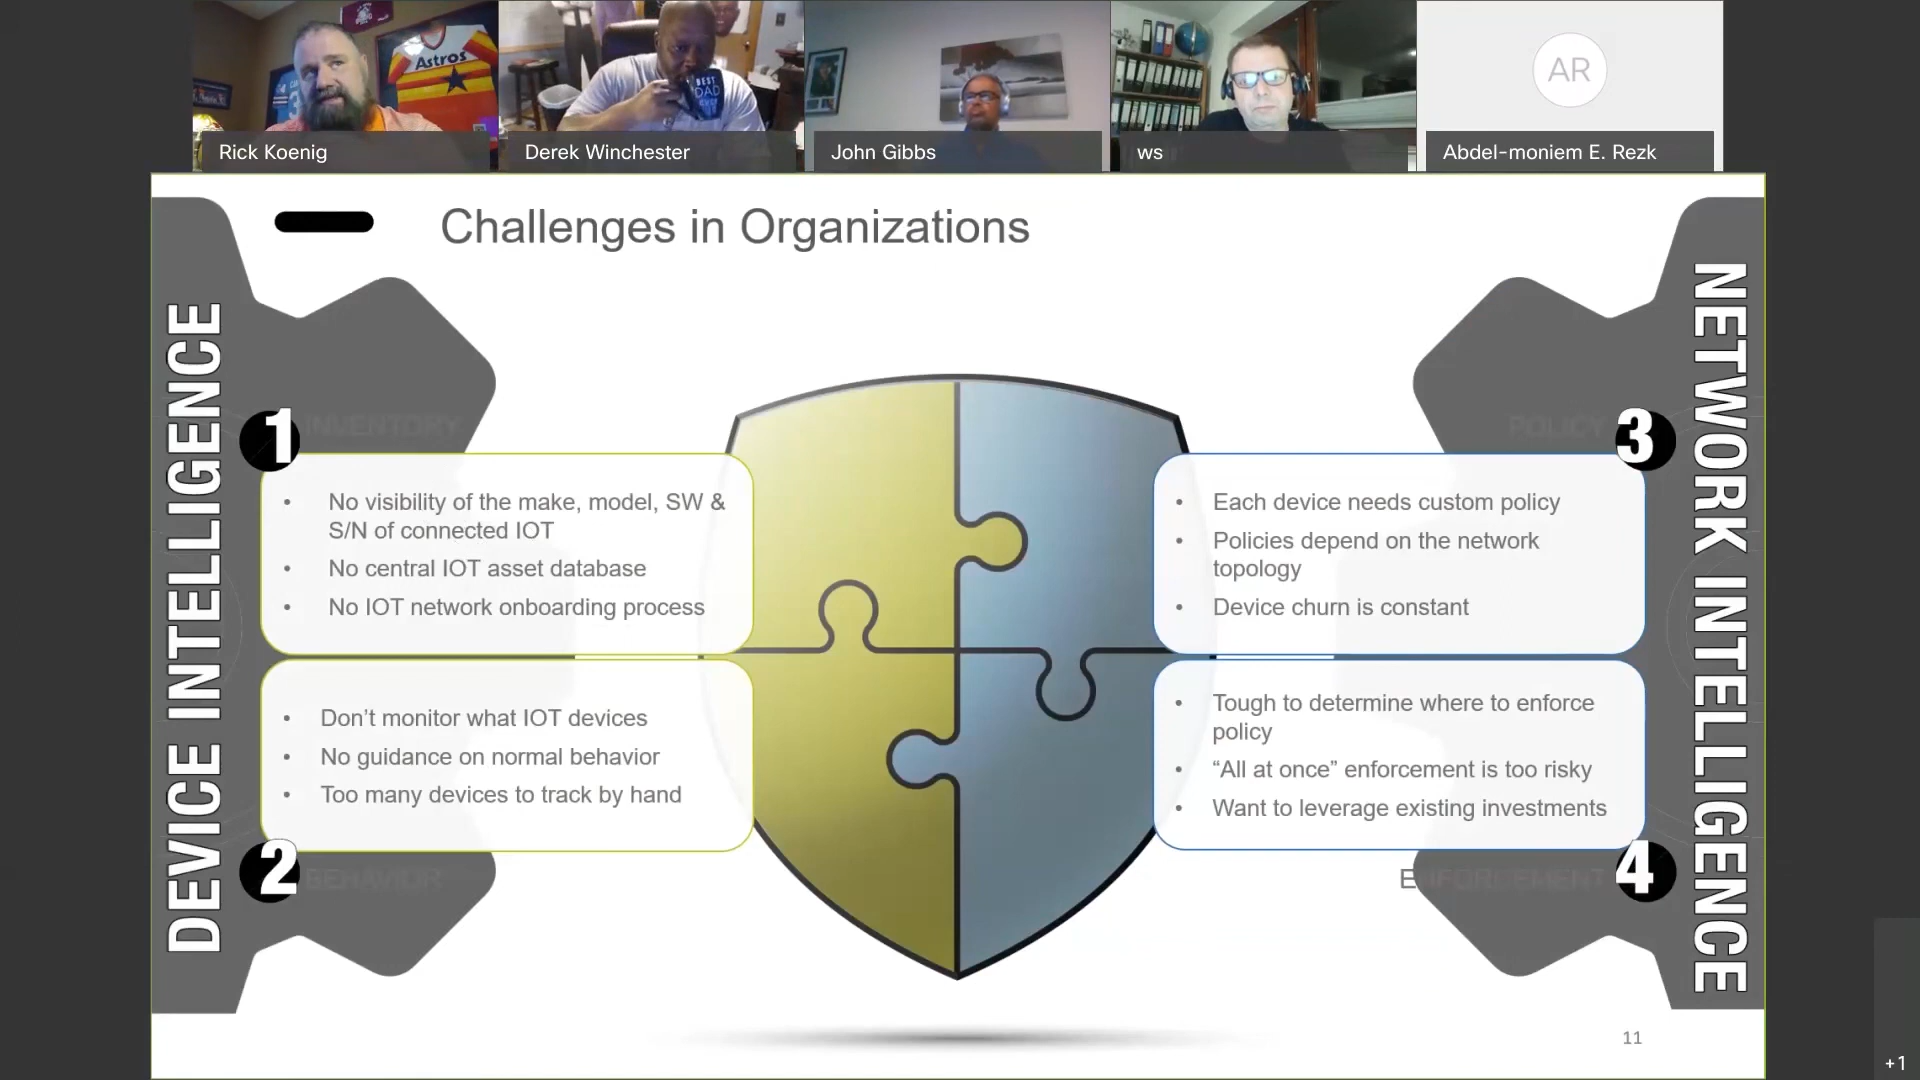 Astros
BEST
DAD
EVER
Rick Koenig
Derek Winchester
John Gibbs
ws
AR
Abdel-moniem E. Rezk
Challenges in Organizations
DEVICE INTELLIGENCE
1
INVENTORY
• No visibility of the make, model, SW &
S/N of connected IOT
• No central IOT asset database
• No IOT network onboarding process
• Don’t monitor what IOT devices
• No guidance on normal behavior
• Too many devices to track by hand
2
BEHAVIOR
POLICY
3
• Each device needs custom policy
• Policies depend on the network
topology
• Device churn is constant
• Tough to determine where to enforce
policy
• “All at once” enforcement is too risky
• Want to leverage existing investments
ENFORCEMENT
4
NETWORK INTELLIGENCE
11
+1